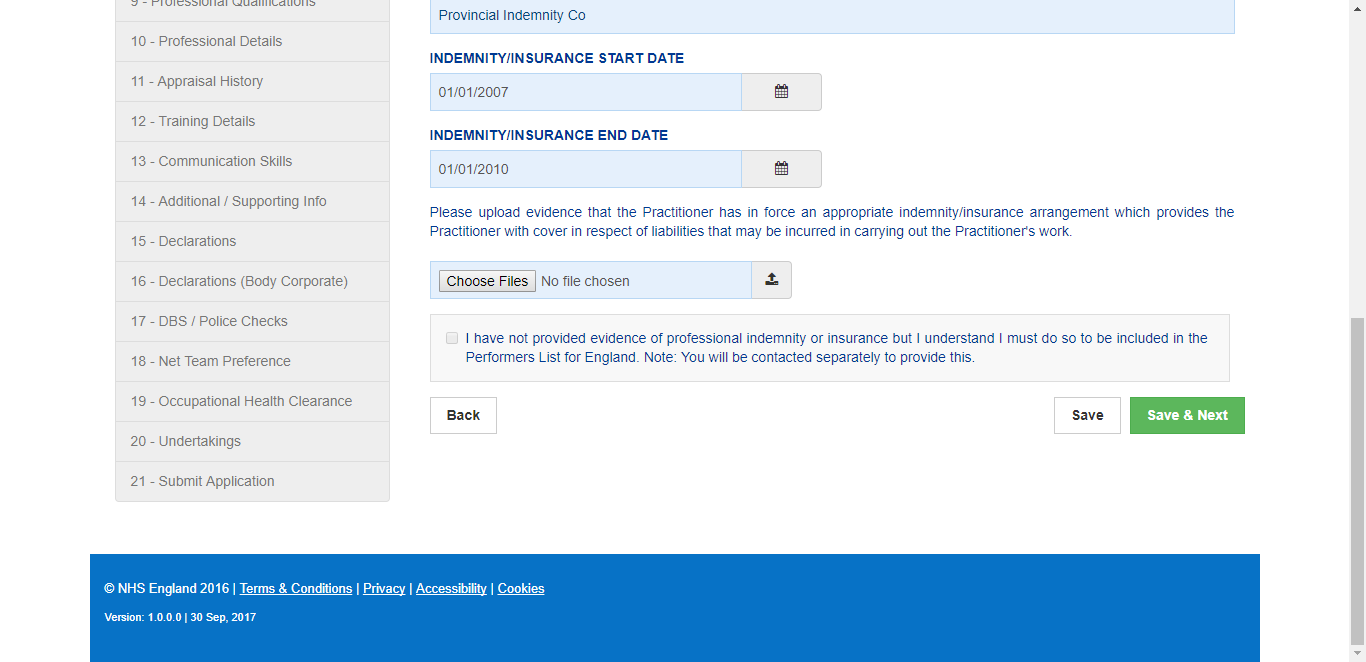 9 - Professional Qualifications
10 - Professional Details
11 - Appraisal History
12 - Training Details
13 - Communication Skills
14 - Additional / Supporting Info
15 - Declarations
16 - Declarations (Body Corporate)
17 - DBS / Police Checks
18 - Net Team Preference
19 - Occupational Health Clearance
20 - Undertakings
21 - Submit Application
Provincial Indemnity Co
INDEMNITY/INSURANCE START DATE
01/01/2007
INDEMNITY/INSURANCE END DATE
01/01/2010
Please upload evidence that the Practitioner has in force an appropriate indemnity/insurance arrangement which provides the
Practitioner with cover in respect of liabilities that may be incurred in carrying out the Practitioner's work.
Choose Files No file chosen
I have not provided evidence of professional indemnity or insurance but I understand I must do so to be included in the
Performers List for England. Note: You will be contacted separately to provide this.
Back Save Save & Next
© NHS England 2016 | Terms & Conditions | Privacy | Accessibility | Cookies
Version: 1.0.0.0 | 30 Sep, 2017